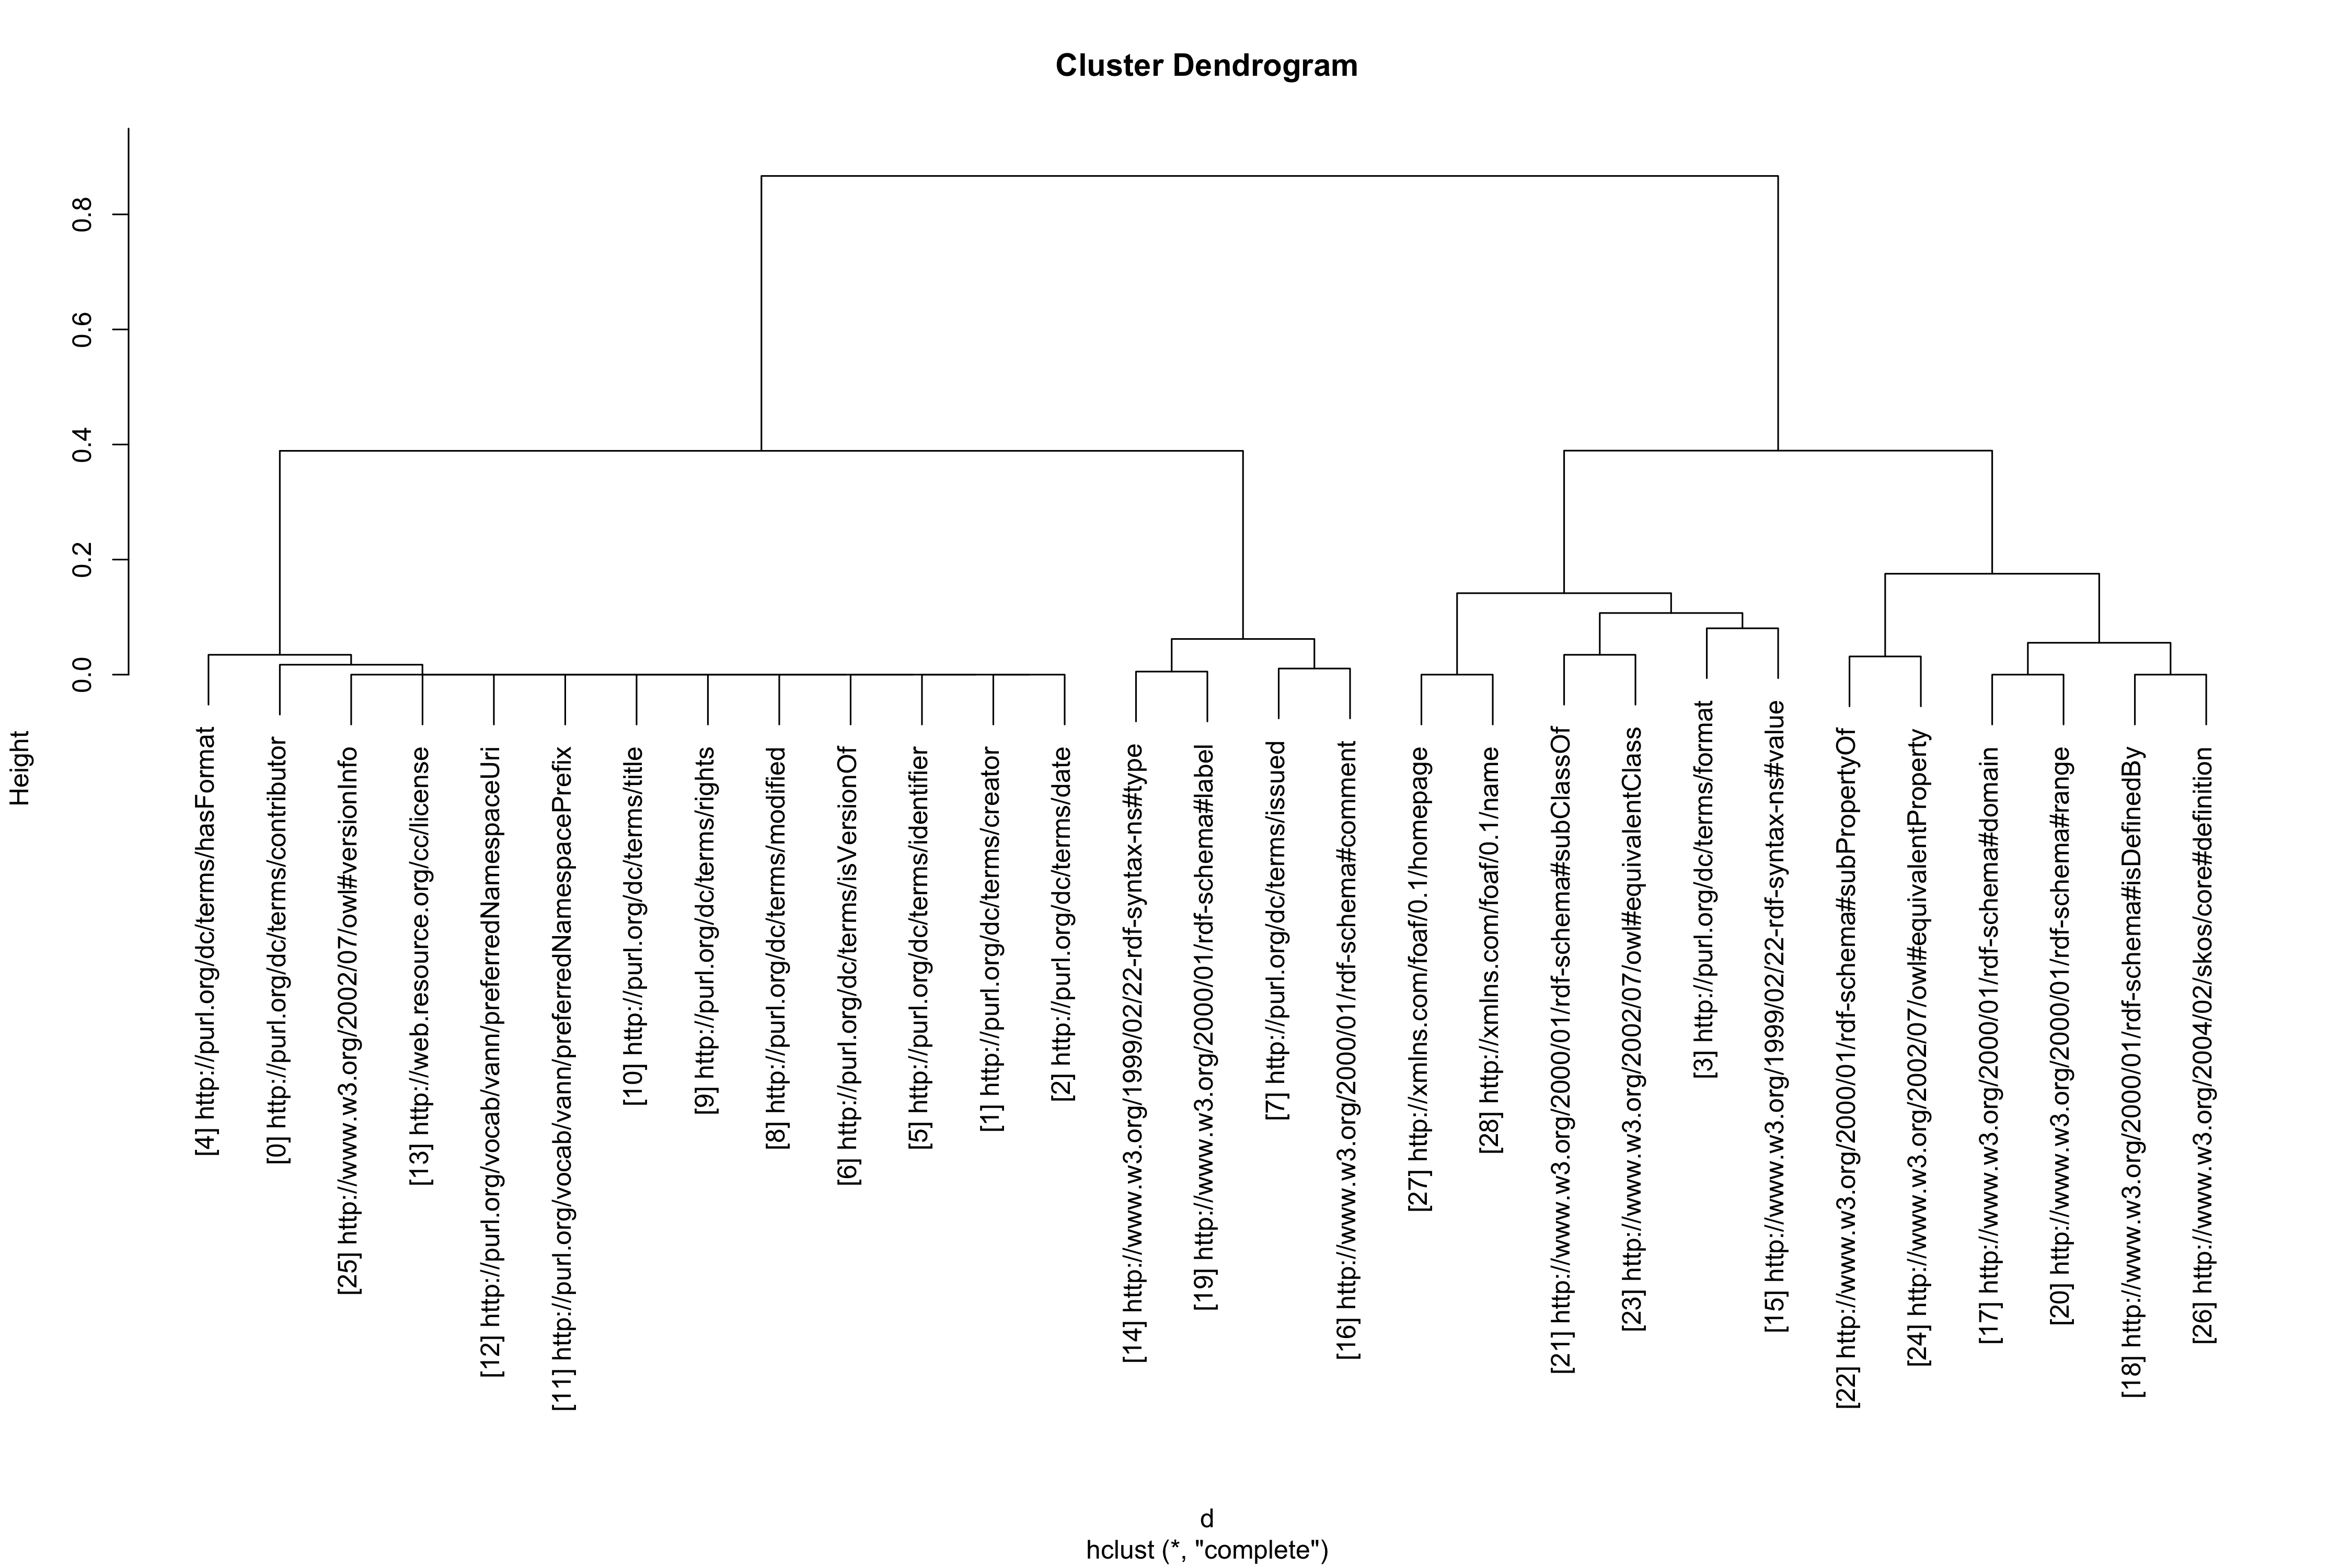 Cluster Dendrogram
Height
0.0
0.2
0.4
0.6
0.8
[4] http://purl.org/dc/terms/hasFormat
[0] http://purl.org/dc/terms/contributor
[25] http://www.w3.org/2002/07/owl#versionInfo
[13] http://web.resource.org/cc/license
[12] http://purl.org/vocab/vann/preferredNamespaceUri
[11] http://purl.org/vocab/vann/preferredNamespacePrefix
[10] http://purl.org/dc/terms/title
[9] http://purl.org/dc/terms/rights
[8] http://purl.org/dc/terms/modified
[6] http://purl.org/dc/terms/isVersionOf
[5] http://purl.org/dc/terms/identifier
[1] http://purl.org/dc/terms/creator
[2] http://purl.org/dc/terms/date
[14] http://www.w3.org/1999/02/22-rdf-syntax-ns#type
[19] http://www.w3.org/2000/01/rdf-schema#label
[7] http://purl.org/dc/terms/issued
[16] http://www.w3.org/2000/01/rdf-schema#comment
[27] http://xmlns.com/foaf/0.1/homepage
[28] http://xmlns.com/foaf/0.1/name
[21] http://www.w3.org/2000/01/rdf-schema#subClassOf
[23] http://www.w3.org/2002/07/owl#equivalentClass
[3] http://purl.org/dc/terms/format
[15] http://www.w3.org/1999/02/22-rdf-syntax-ns#value
[22] http://www.w3.org/2000/01/rdf-schema#subPropertyOf
[24] http://www.w3.org/2002/07/owl#equivalentProperty
[17] http://www.w3.org/2000/01/rdf-schema#domain
[20] http://www.w3.org/2000/01/rdf-schema#range
[18] http://www.w3.org/2000/01/rdf-schema#isDefinedBy
[26] http://www.w3.org/2004/02/skos/core#definition
d
hclust (*, "complete")